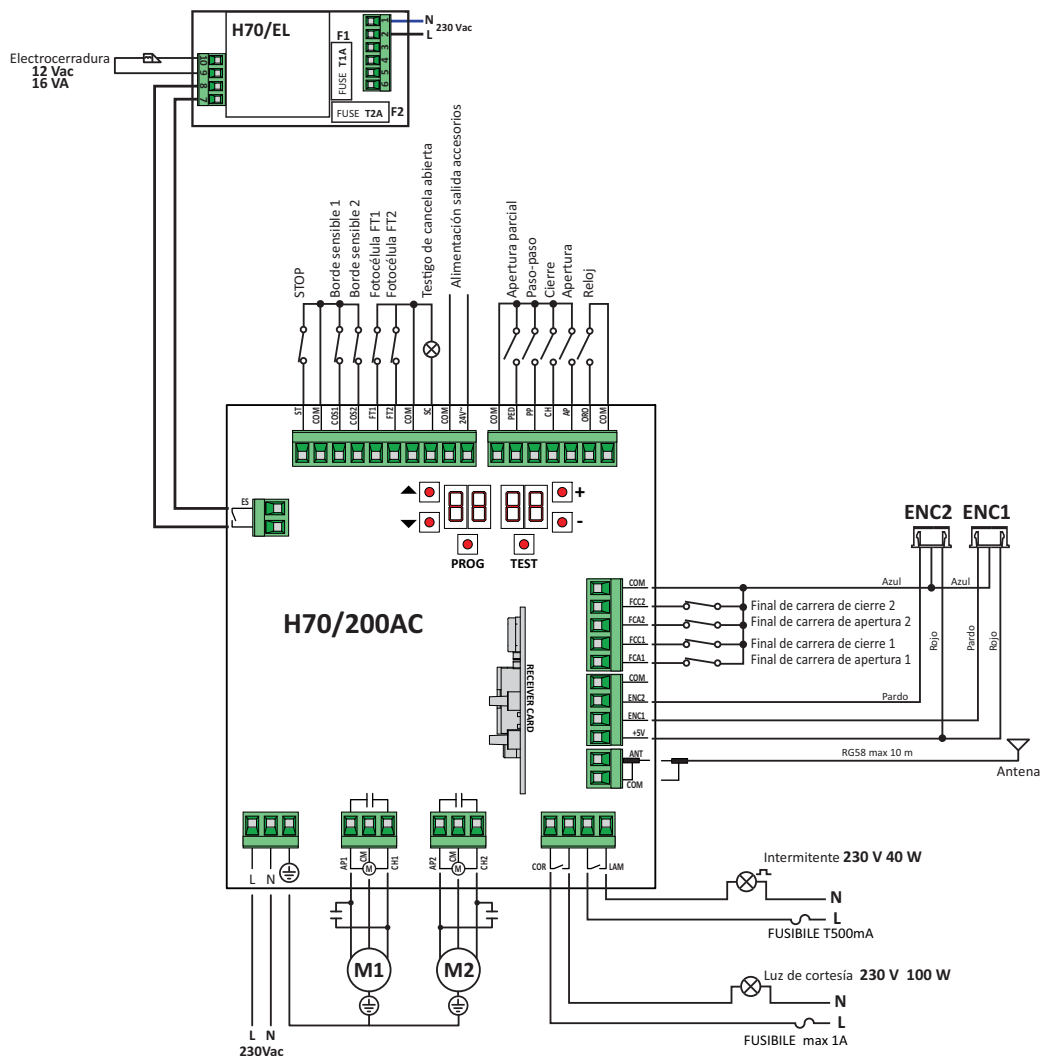 H70/EL
F1
FUSE T1A
FUSE T2A
F2
1
2
3
4
5
6
10
9
8
7
N
L
230 Vac
Electrocerradura
12 Vac
16 VA
STOP
Borde sensible 1
Borde sensible 2
Fotocélula FT1
Fotocélula FT2
Testigo de cancela abierta
Alimentación salida accesorios
Apertura parcial
Paso-paso
Cierre
Apertura
Reloj
ST
COM
COS1
COS2
FT1
FT2
COM
SC
COM
24V~
COM
PED
PP
CH
AP
ORO
COM
ES
+
-
PROG
TEST
H70/200AC
RECEIVER CARD
ENC2
ENC1
COM
FCC2
FCA2
FCC1
FCA1
COM
ENC2
ENC1
+5V
ANT
COM
Azul
Azul
Final de carrera de cierre 2
Final de carrera de apertura 2
Final de carrera de cierre 1
Final de carrera de apertura 1
Rojo
Pardo
Rojo
Pardo
RG58 max 10 m
Antena
L
N
AP1
CM
M
CH1
AP2
CM
M
CH2
COR
LAM
M1
M2
L N
230Vac
Intermitente 230 V 40 W
N
L
FUSIBILE T500mA
Luz de cortesía 230 V 100 W
N
L
FUSIBILE max 1A